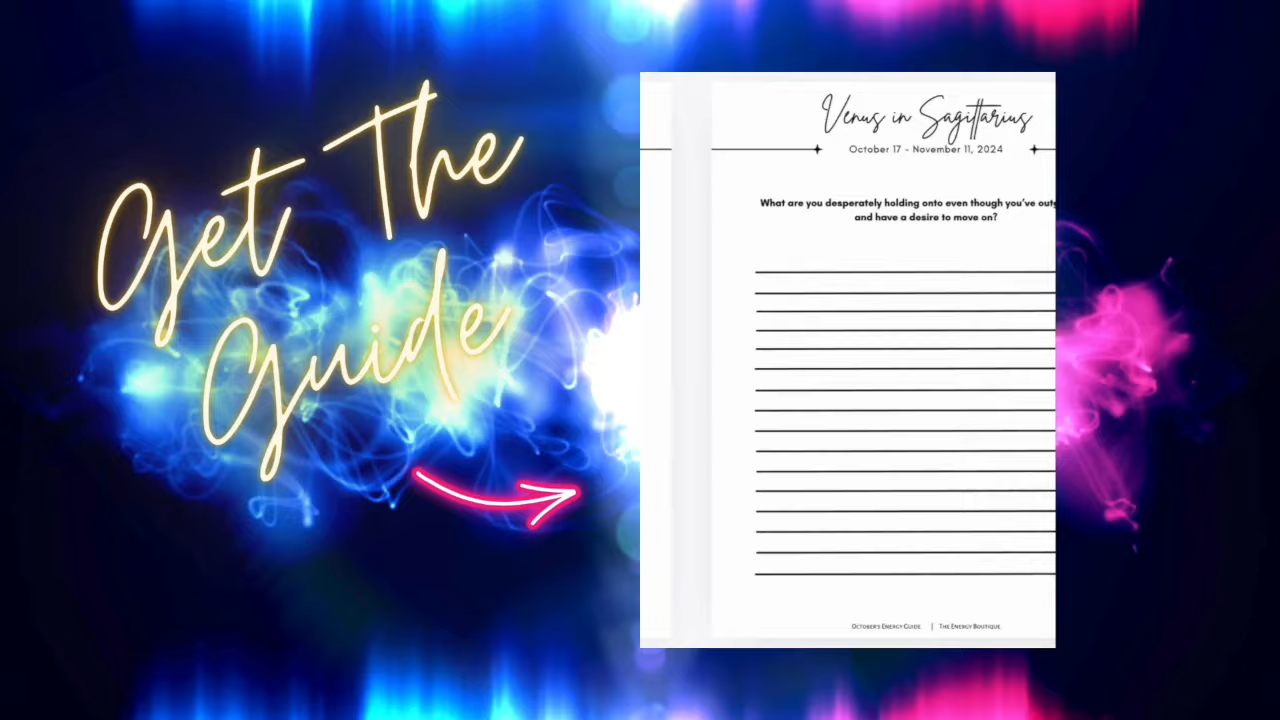 Get The
Guide
Venus in Sagittarius
October 17 - November 11, 2024
What are you desperately holding onto even though you've
and have a desire to move on?
October's Energy Guide | The Energy Boutique